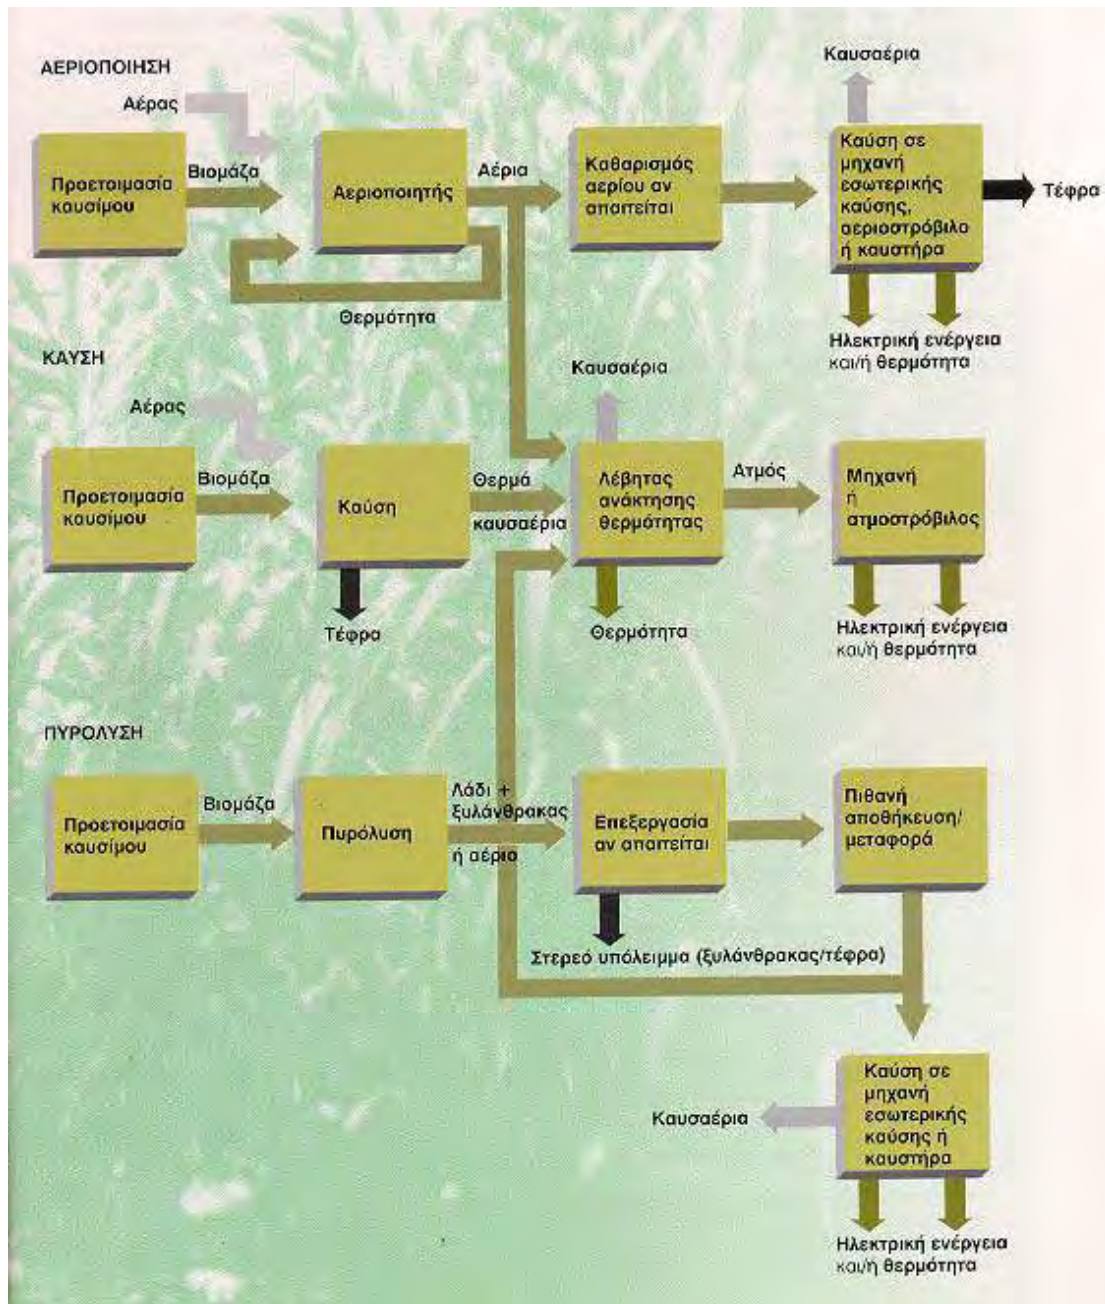 ΑΕΡΙΟΠΟΙΗΣΗ
Καυσαέρια
Αέρας
Προετοιμασία
καυσίμου
Βιομάζα
Αεριοποιητής
Αέρια
Καθαρισμός
αερίου αν
απαιτείται
Καύση σε
μηχανή
εσωτερικής
καύσης,
αεριοστρόβιλο
ή καυστήρα
Τέφρα
Θερμότητα
Ηλεκτρική ενέργεια
και/ή θερμότητα
ΚΑΥΣΗ
Καυσαέρια
Αέρας
Προετοιμασία
καυσίμου
Βιομάζα
Καύση
Θερμά
καυσαέρια
Λέβητας
ανάκτησης
θερμότητας
Ατμός
Μηχανή
ή
ατμοστρόβιλος
Τέφρα
Θερμότητα
Ηλεκτρική ενέργεια
και/ή θερμότητα
ΠΥΡΟΛΥΣΗ
Προετοιμασία
καυσίμου
Βιομάζα
Πυρόλυση
Λάδι +
ξυλάνθρακας
ή αέριο
Επεξεργασία
αν απαιτείται
Πιθανή
αποθήκευση/
μεταφορά
Στερεό υπόλειμμα (ξυλάνθρακας/τέφρα)
Καύση σε
μηχανή
εσωτερικής
καύσης ή
καυστήρα
Καυσαέρια
Ηλεκτρική ενέργεια
και/ή θερμότητα